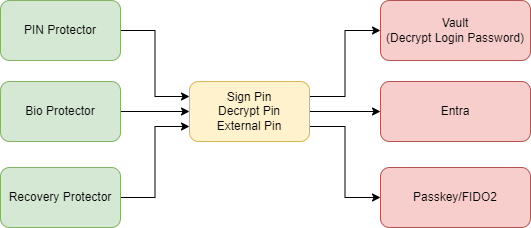 PIN Protector
Bio Protector
Recovery Protector
Sign Pin
Decrypt Pin
External Pin
Vault
(Decrypt Login Password)
Entra
Passkey/FIDO2